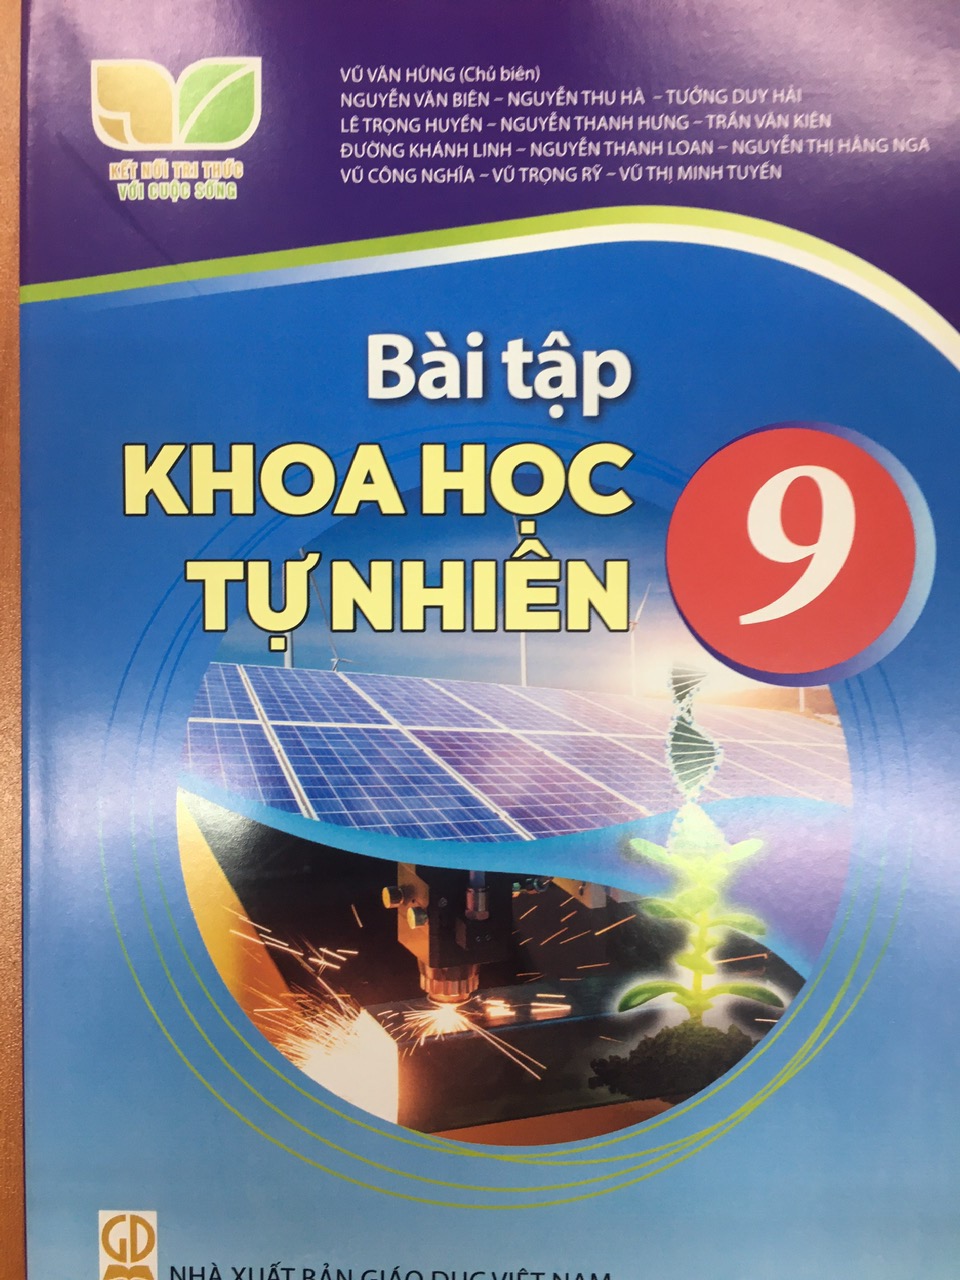 VŨ VĂN HÙNG (Chủ biên)
NGUYỄN VĂN BIÊN – NGUYỄN THU HÀ – TƯỞNG DUY HẢI
LÊ TRỌNG HUYỀN – NGUYỄN THANH HƯNG – TRẦN VĂN KIÊN
ĐƯỜNG KHÁNH LINH – NGUYỄN THANH LOAN – NGUYỄN THỊ HẰNG NGA
VŨ CÔNG NGHĨA – VŨ TRỌNG RỸ – VŨ THỊ MINH TUYẾN
KẾT NỐI TRI THỨC
VỚI CUỘC SỐNG
Bài tập
KHOA HỌC
TỰ NHIÊN
9
GD
NHÀ XUẤT BẢN GIÁO DỤC VIỆT NAM